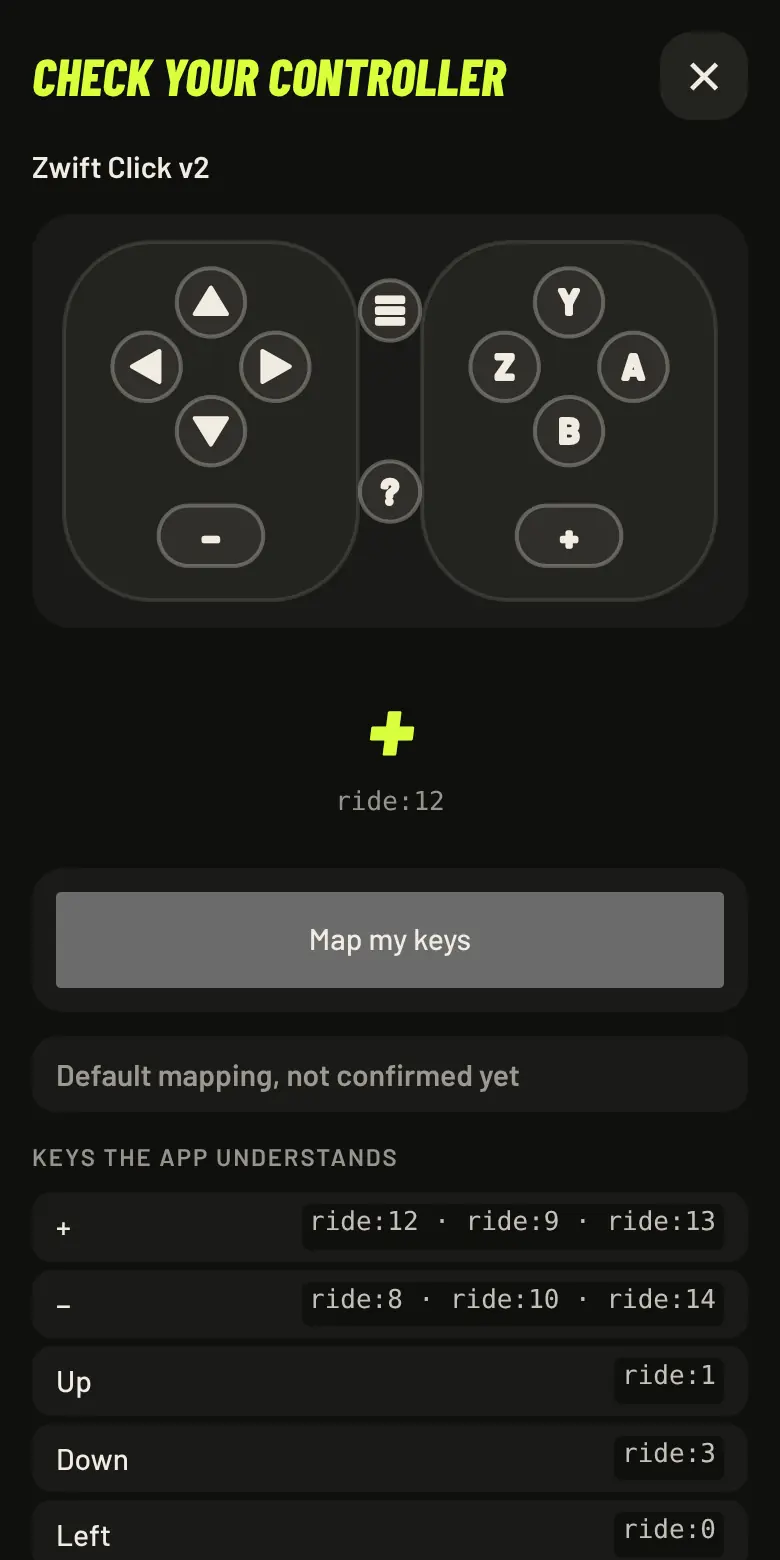 CHECK YOUR CONTROLLER
Zwift Click v2
Y
Z A
B
?
- +
+
ride:12
Map my keys
Default mapping, not confirmed yet
KEYS THE APP UNDERSTANDS
+ ride:12 · ride:9 · ride:13
− ride:8 · ride:10 · ride:14
Up ride:1
Down ride:3
Left ride:0